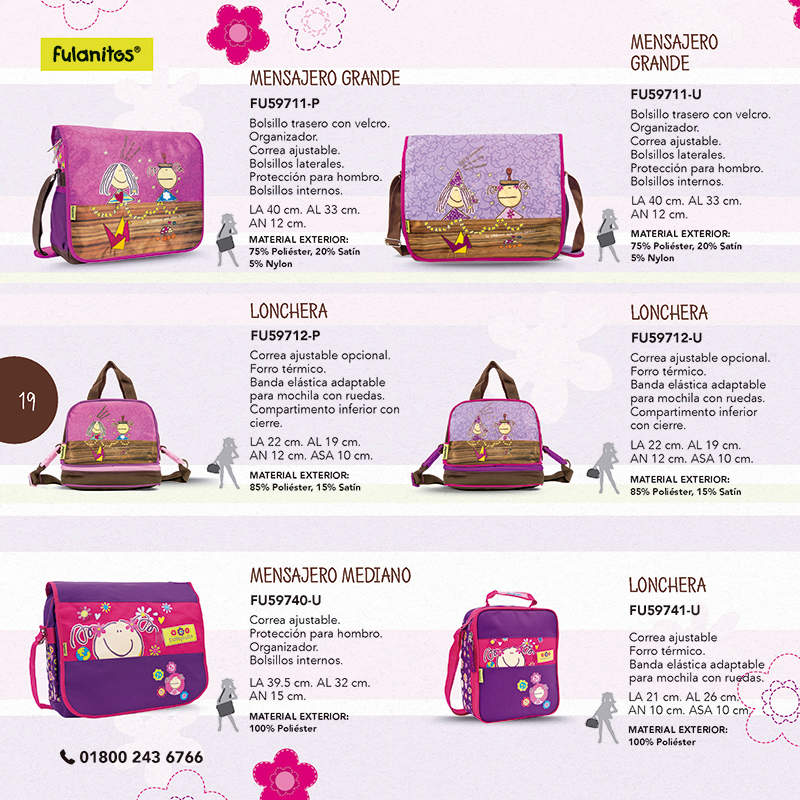 fulanitos®
MENSAJERO GRANDE
FU59711-P
Bolsillo trasero con velcro.
Organizador.
Correa ajustable.
Bolsillos laterales.
Protección para hombro.
Bolsillos internos.
LA 40 cm. AL 33 cm.
AN 12 cm.
MATERIAL EXTERIOR:
75% Poliéster, 20% Satín
5% Nylon
MENSAJERO
GRANDE
FU59711-U
Bolsillo trasero con velcro.
Organizador.
Correa ajustable.
Bolsillos laterales.
Protección para hombro.
Bolsillos internos.
LA 40 cm. AL 33 cm.
AN 12 cm.
MATERIAL EXTERIOR:
75% Poliéster, 20% Satín
5% Nylon
19
LONCHERA
FU59712-P
Correa ajustable opcional.
Forro térmico.
Banda elástica adaptable
para mochila con ruedas.
Compartimento inferior con
cierre.
LA 22 cm. AL 19 cm.
AN 12 cm. ASA 10 cm.
MATERIAL EXTERIOR:
85% Poliéster, 15% Satín
LONCHERA
FU59712-U
Correa ajustable opcional.
Forro térmico.
Banda elástica adaptable
para mochila con ruedas.
Compartimento inferior
con cierre.
LA 22 cm. AL 19 cm.
AN 12 cm. ASA 10 cm.
MATERIAL EXTERIOR:
85% Poliéster, 15% Satín
MENSAJERO MEDIANO
FU59740-U
Correa ajustable.
Protección para hombro.
Organizador.
Bolsillos internos.
LA 39.5 cm. AL 32 cm.
AN 15 cm.
MATERIAL EXTERIOR:
100% Poliéster
LONCHERA
FU59741-U
Correa ajustable
Forro térmico.
Banda elástica adaptable
para mochila con ruedas.
LA 21 cm. AL 26 cm.
AN 10 cm. ASA 10 cm.
MATERIAL EXTERIOR:
100% Poliéster
01800 243 6766